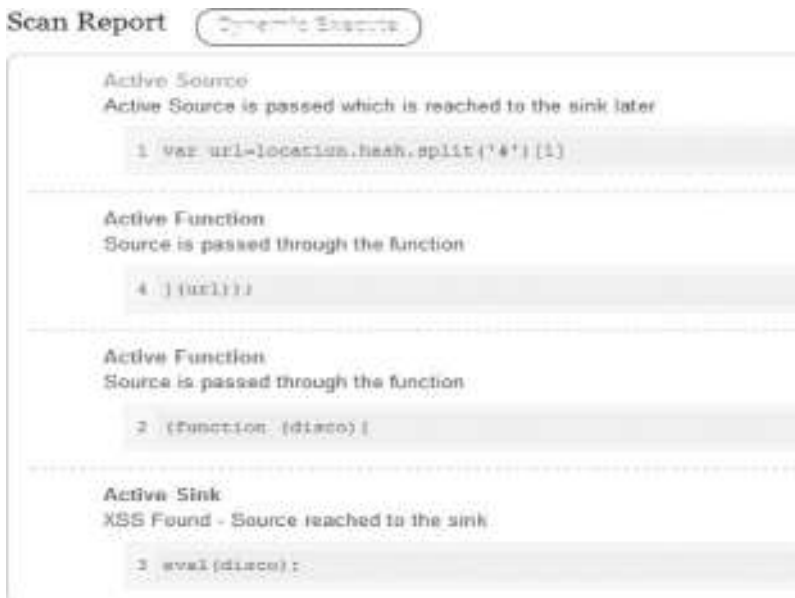 Scan Report
Active Source
Active Source is passed which is reached to the sink later
1 var url=location.hash.split('#')[1]
Active Function
Source is passed through the function
4 }(url));
Active Function
Source is passed through the function
2 (function (disco){
Active Sink
XSS Found - Source reached to the sink
3 eval(disco);